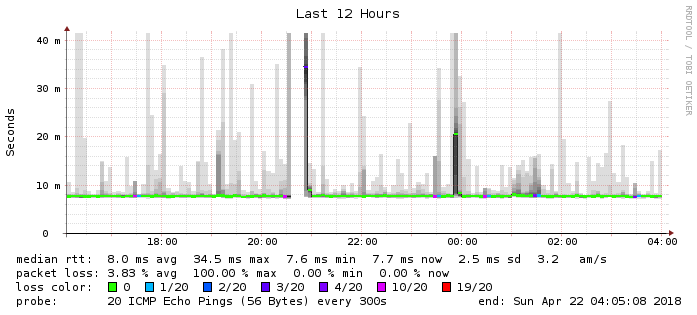 Last 12 Hours
RRDTOOL / TOBI OETIKER
Seconds
40 m
30 m
20 m
10 m
0
18:00 20:00 22:00 00:00 02:00 04:00
median rtt: 8.0 ms avg 34.5 ms max 7.6 ms min 7.7 ms now 2.5 ms sd 3.2 am/s
packet loss: 3.83 % avg 100.00 % max 0.00 % min 0.00 % now
loss color: 0 1/20 2/20 3/20 4/20 10/20 19/20
probe: 20 ICMP Echo Pings (56 Bytes) every 300s end: Sun Apr 22 04:05:08 2018